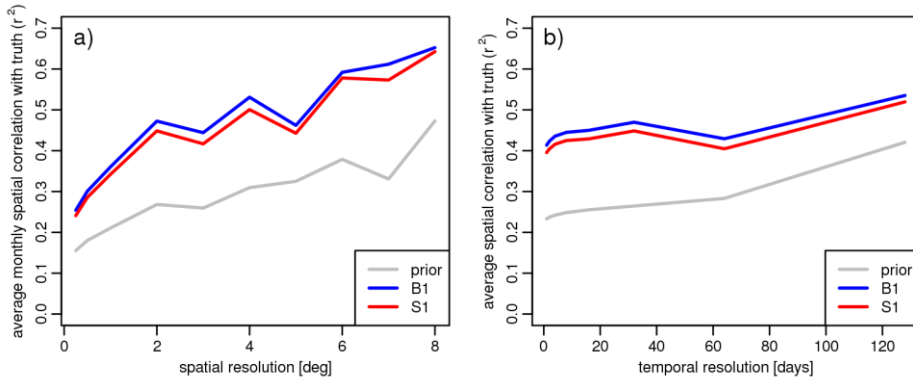 a)
average monthly spatial correlation with truth (r²)
0.7
0.6
0.5
0.4
0.3
0.2
0.1
0.0
prior
B1
S1
0 2 4 6 8
spatial resolution [deg]
b)
average spatial correlation with truth (r²)
0.7
0.6
0.5
0.4
0.3
0.2
0.1
0.0
prior
B1
S1
0 20 40 60 80 100 120
temporal resolution [days]